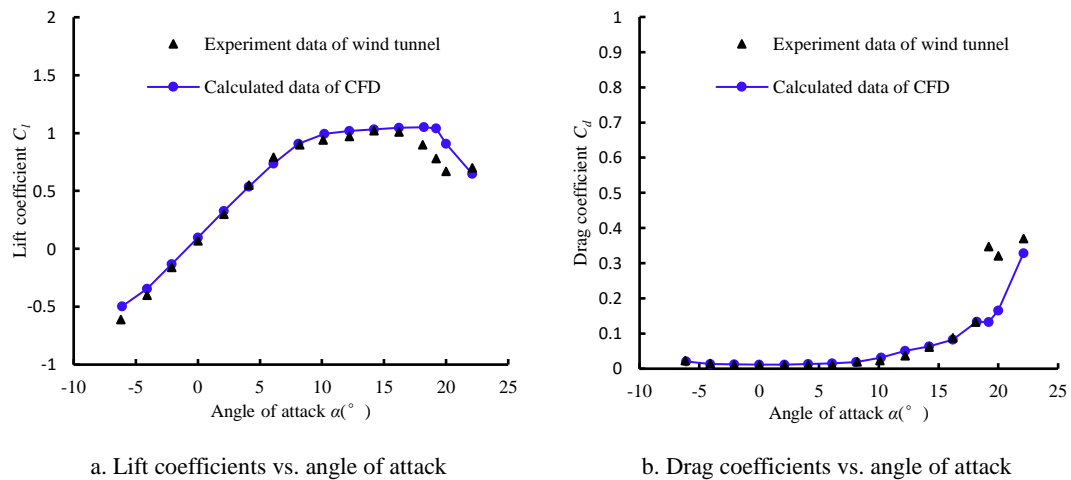 2
1.5
1
0.5
0
-0.5
-1
-10 -5 0 5 10 15 20 25
Lift coefficient Cl
Angle of attack α(°)
Experiment data of wind tunnel
Calculated data of CFD
a. Lift coefficients vs. angle of attack
1
0.9
0.8
0.7
0.6
0.5
0.4
0.3
0.2
0.1
0
-10 -5 0 5 10 15 20 25
Drag coefficient Cd
Angle of attack α(°)
Experiment data of wind tunnel
Calculated data of CFD
b. Drag coefficients vs. angle of attack